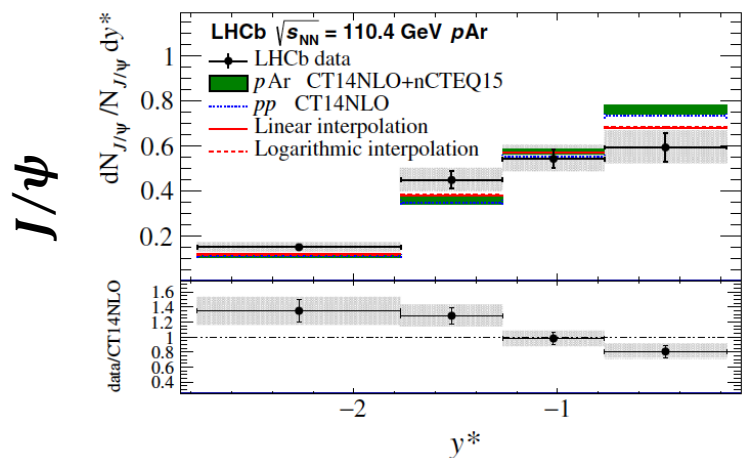 LHCb √sNN = 110.4 GeV pAr
LHCb data
pAr CT14NLO+nCTEQ15
pp CT14NLO
Linear interpolation
Logarithmic interpolation
dN_J/ψ /N_J/ψ dy*
1
0.8
0.6
0.4
0.2
J/ψ
data/CT14NLO
1.6
1.4
1.2
1
0.8
0.6
0.4
−2
−1
y*